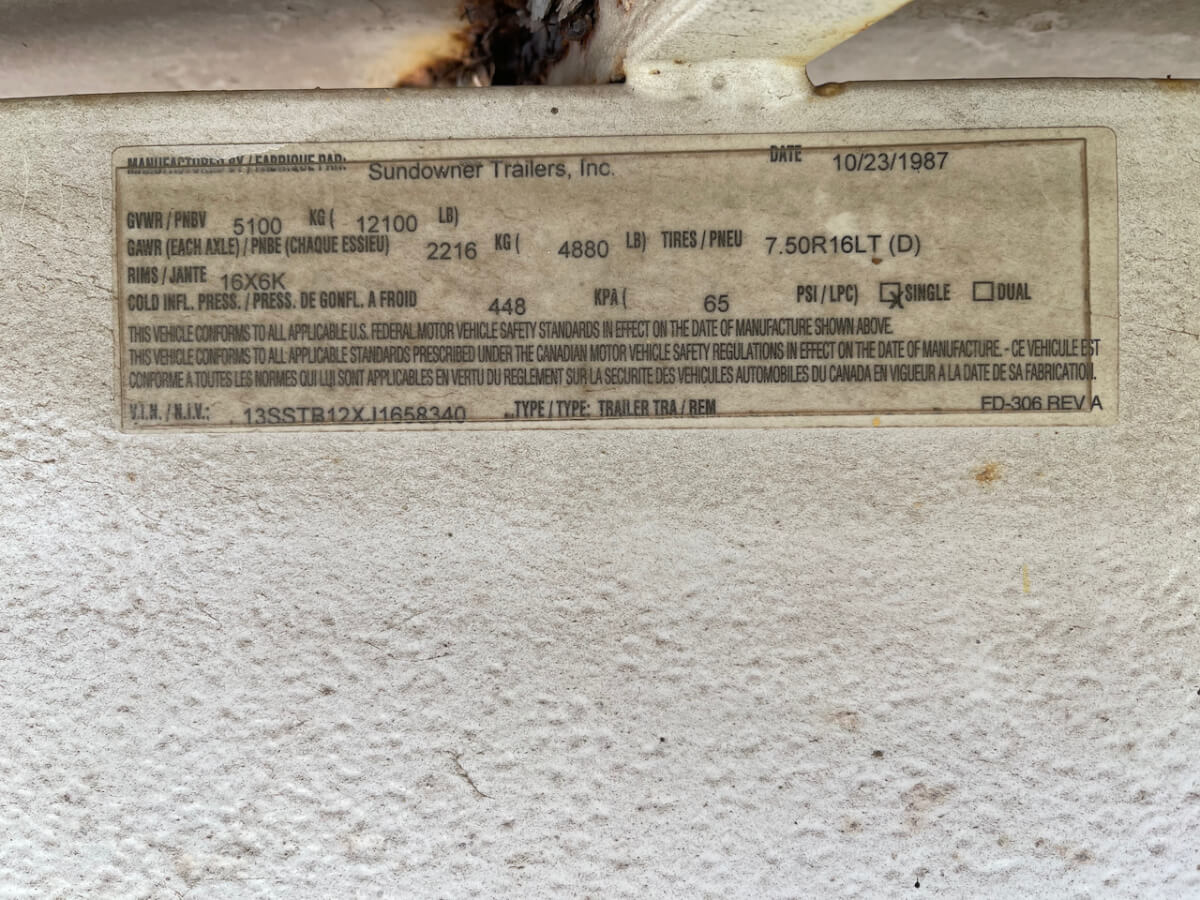 MANUFACTURED BY / FABRIQUE PAR: Sundowner Trailers, Inc. DATE 10/23/1987
GVWR / PNBV 5100 KG ( 12100 LB)
GAWR (EACH AXLE) / PNBE (CHAQUE ESSIEU) 2216 KG ( 4880 LB) TIRES / PNEU 7.50R16LT (D)
RIMS / JANTE 16X6K
COLD INFL. PRESS. / PRESS. DE GONFL. A FROID 448 KPA ( 65 PSI / LPC) SINGLE DUAL
THIS VEHICLE CONFORMS TO ALL APPLICABLE U.S. FEDERAL MOTOR VEHICLE SAFETY STANDARDS IN EFFECT ON THE DATE OF MANUFACTURE SHOWN ABOVE.
THIS VEHICLE CONFORMS TO ALL APPLICABLE STANDARDS PRESCRIBED UNDER THE CANADIAN MOTOR VEHICLE SAFETY REGULATIONS IN EFFECT ON THE DATE OF MANUFACTURE. - CE VEHICULE EST
CONFORME A TOUTES LES NORMES QUI LUI SONT APPLICABLES EN VERTU DU REGLEMENT SUR LA SECURITE DES VEHICULES AUTOMOBILES DU CANADA EN VIGUEUR A LA DATE DE SA FABRICATION.
V.I.N. / N.I.V.: 13SSTB12XJ1658340 TYPE / TYPE: TRAILER TRA / REM FD-306 REV A